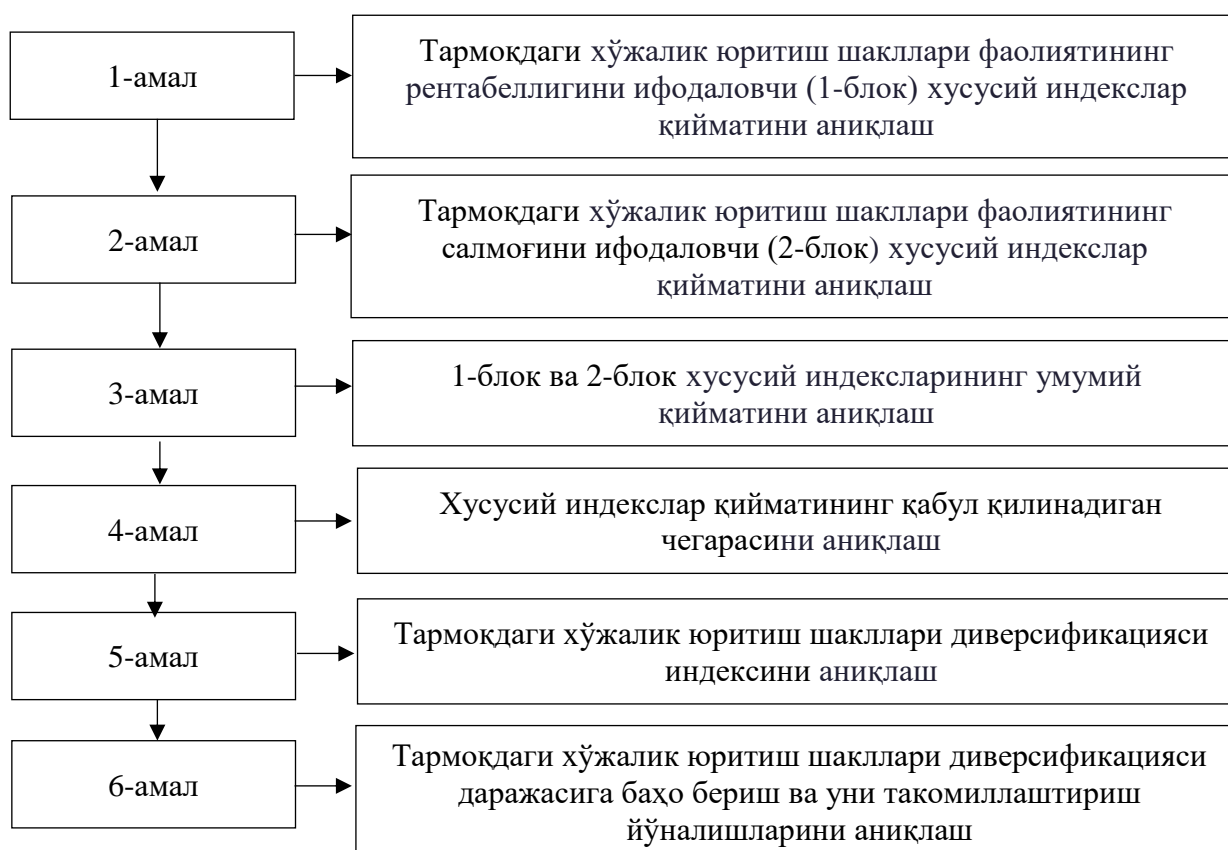 1-амал
Тармоқдаги хўжалик юритиш шакллари фаолиятининг
рентабеллигини ифодаловчи (1-блок) хусусий индекслар
қийматини аниқлаш
2-амал
Тармоқдаги хўжалик юритиш шакллари фаолиятининг
салмоғини ифодаловчи (2-блок) хусусий индекслар
қийматини аниқлаш
3-амал
1-блок ва 2-блок хусусий индексларининг умумий
қийматини аниқлаш
4-амал
Хусусий индекслар қийматининг қабул қилинадиган
чегарасини аниқлаш
5-амал
Тармоқдаги хўжалик юритиш шакллари диверсификацияси
индексини аниқлаш
6-амал
Тармоқдаги хўжалик юритиш шакллари диверсификацияси
даражасига баҳо бериш ва уни такомиллаштириш
йўналишларини аниқлаш